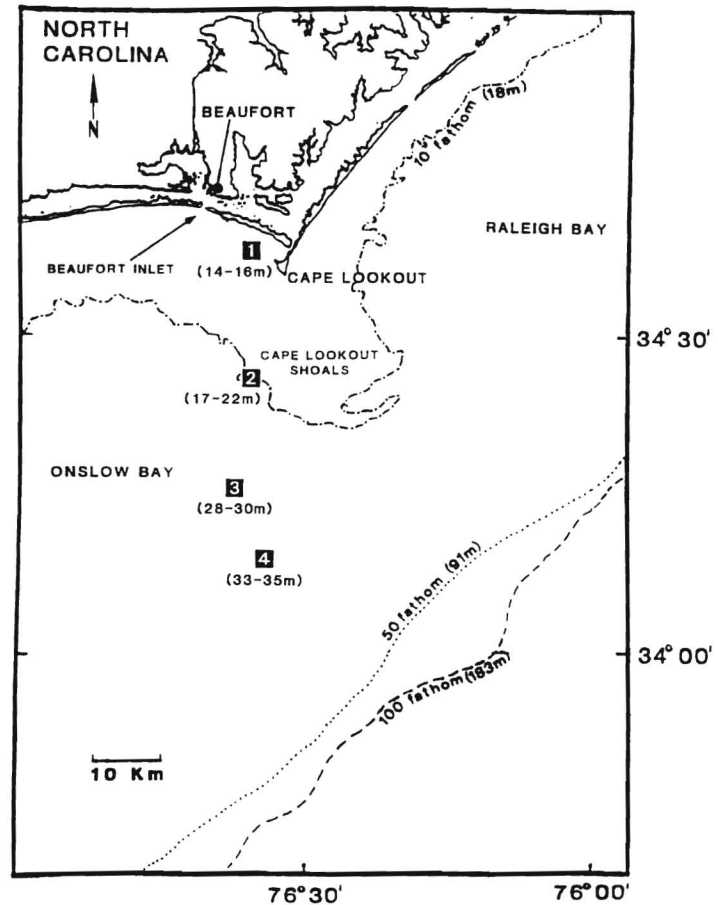 NORTH
CAROLINA
N
BEAUFORT
10 fathom (18m)
RALEIGH BAY
BEAUFORT INLET
1
(14-16m)
CAPE LOOKOUT
34°30'
CAPE LOOKOUT
SHOALS
2
(17-22m)
ONSLOW BAY
3
(28-30m)
4
(33-35m)
50 fathom (91m)
34°00'
100 fathom (183m)
10 Km
76°30'
76°00'